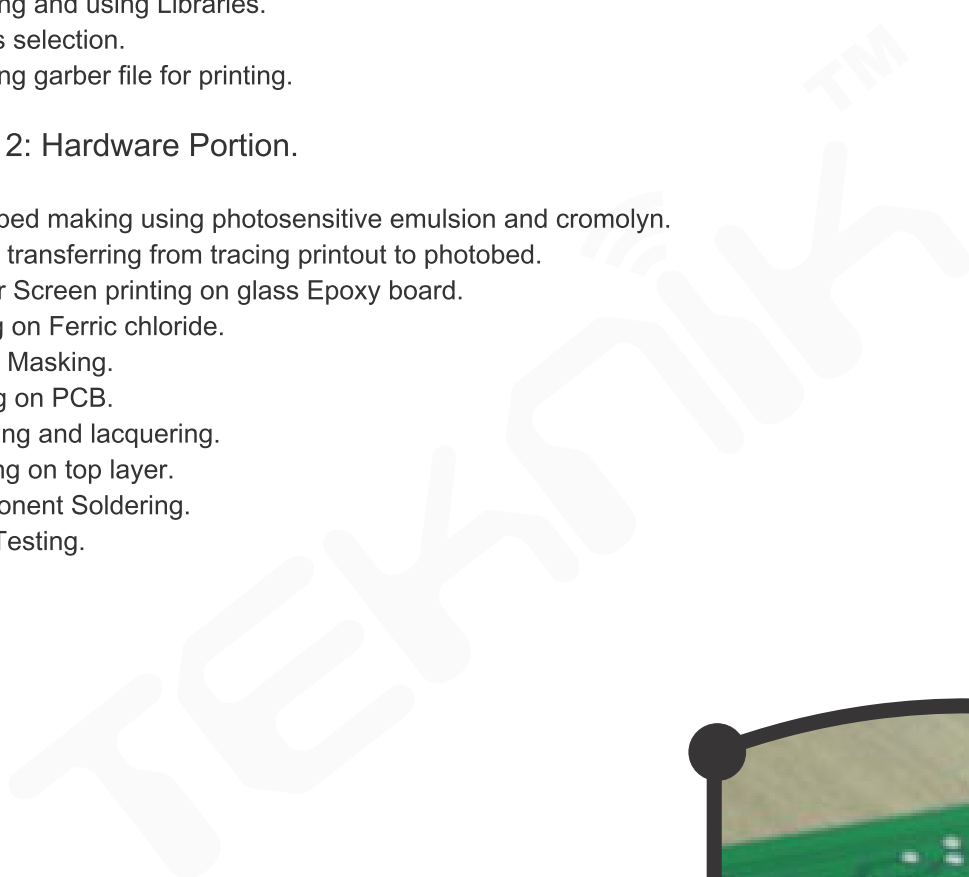 ng and using Libraries.
s selection.
ng garber file for printing.
2: Hardware Portion.
bed making using photosensitive emulsion and cromolyn.
transferring from tracing printout to photobed.
r Screen printing on glass Epoxy board.
g on Ferric chloride.
Masking.
g on PCB.
ing and lacquering.
ng on top layer.
onent Soldering.
Testing.
TEKNIK™